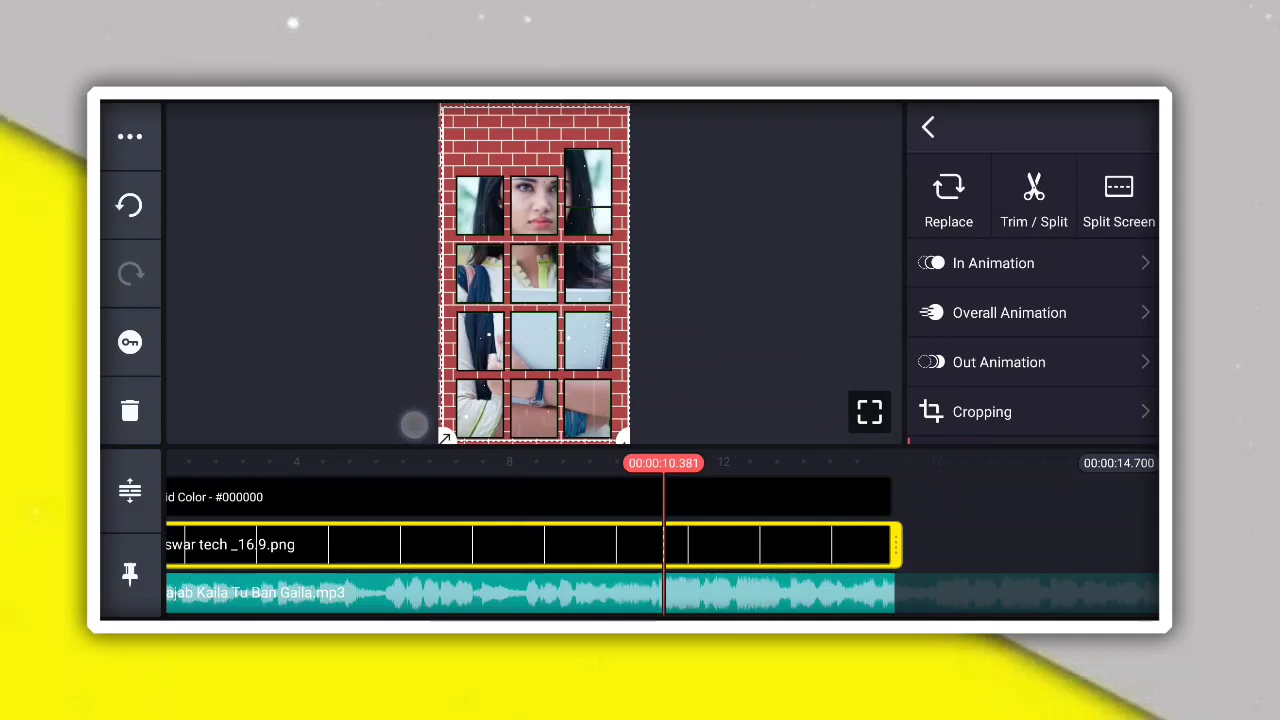 Replace
Trim / Split
Split Screen
In Animation
Overall Animation
Out Animation
Cropping
4
8
00:00:10.381
12
16
00:00:14.700
id Color - #000000
swar tech _16.9.png
ajab Kaila Tu Ban Gaila.mp3